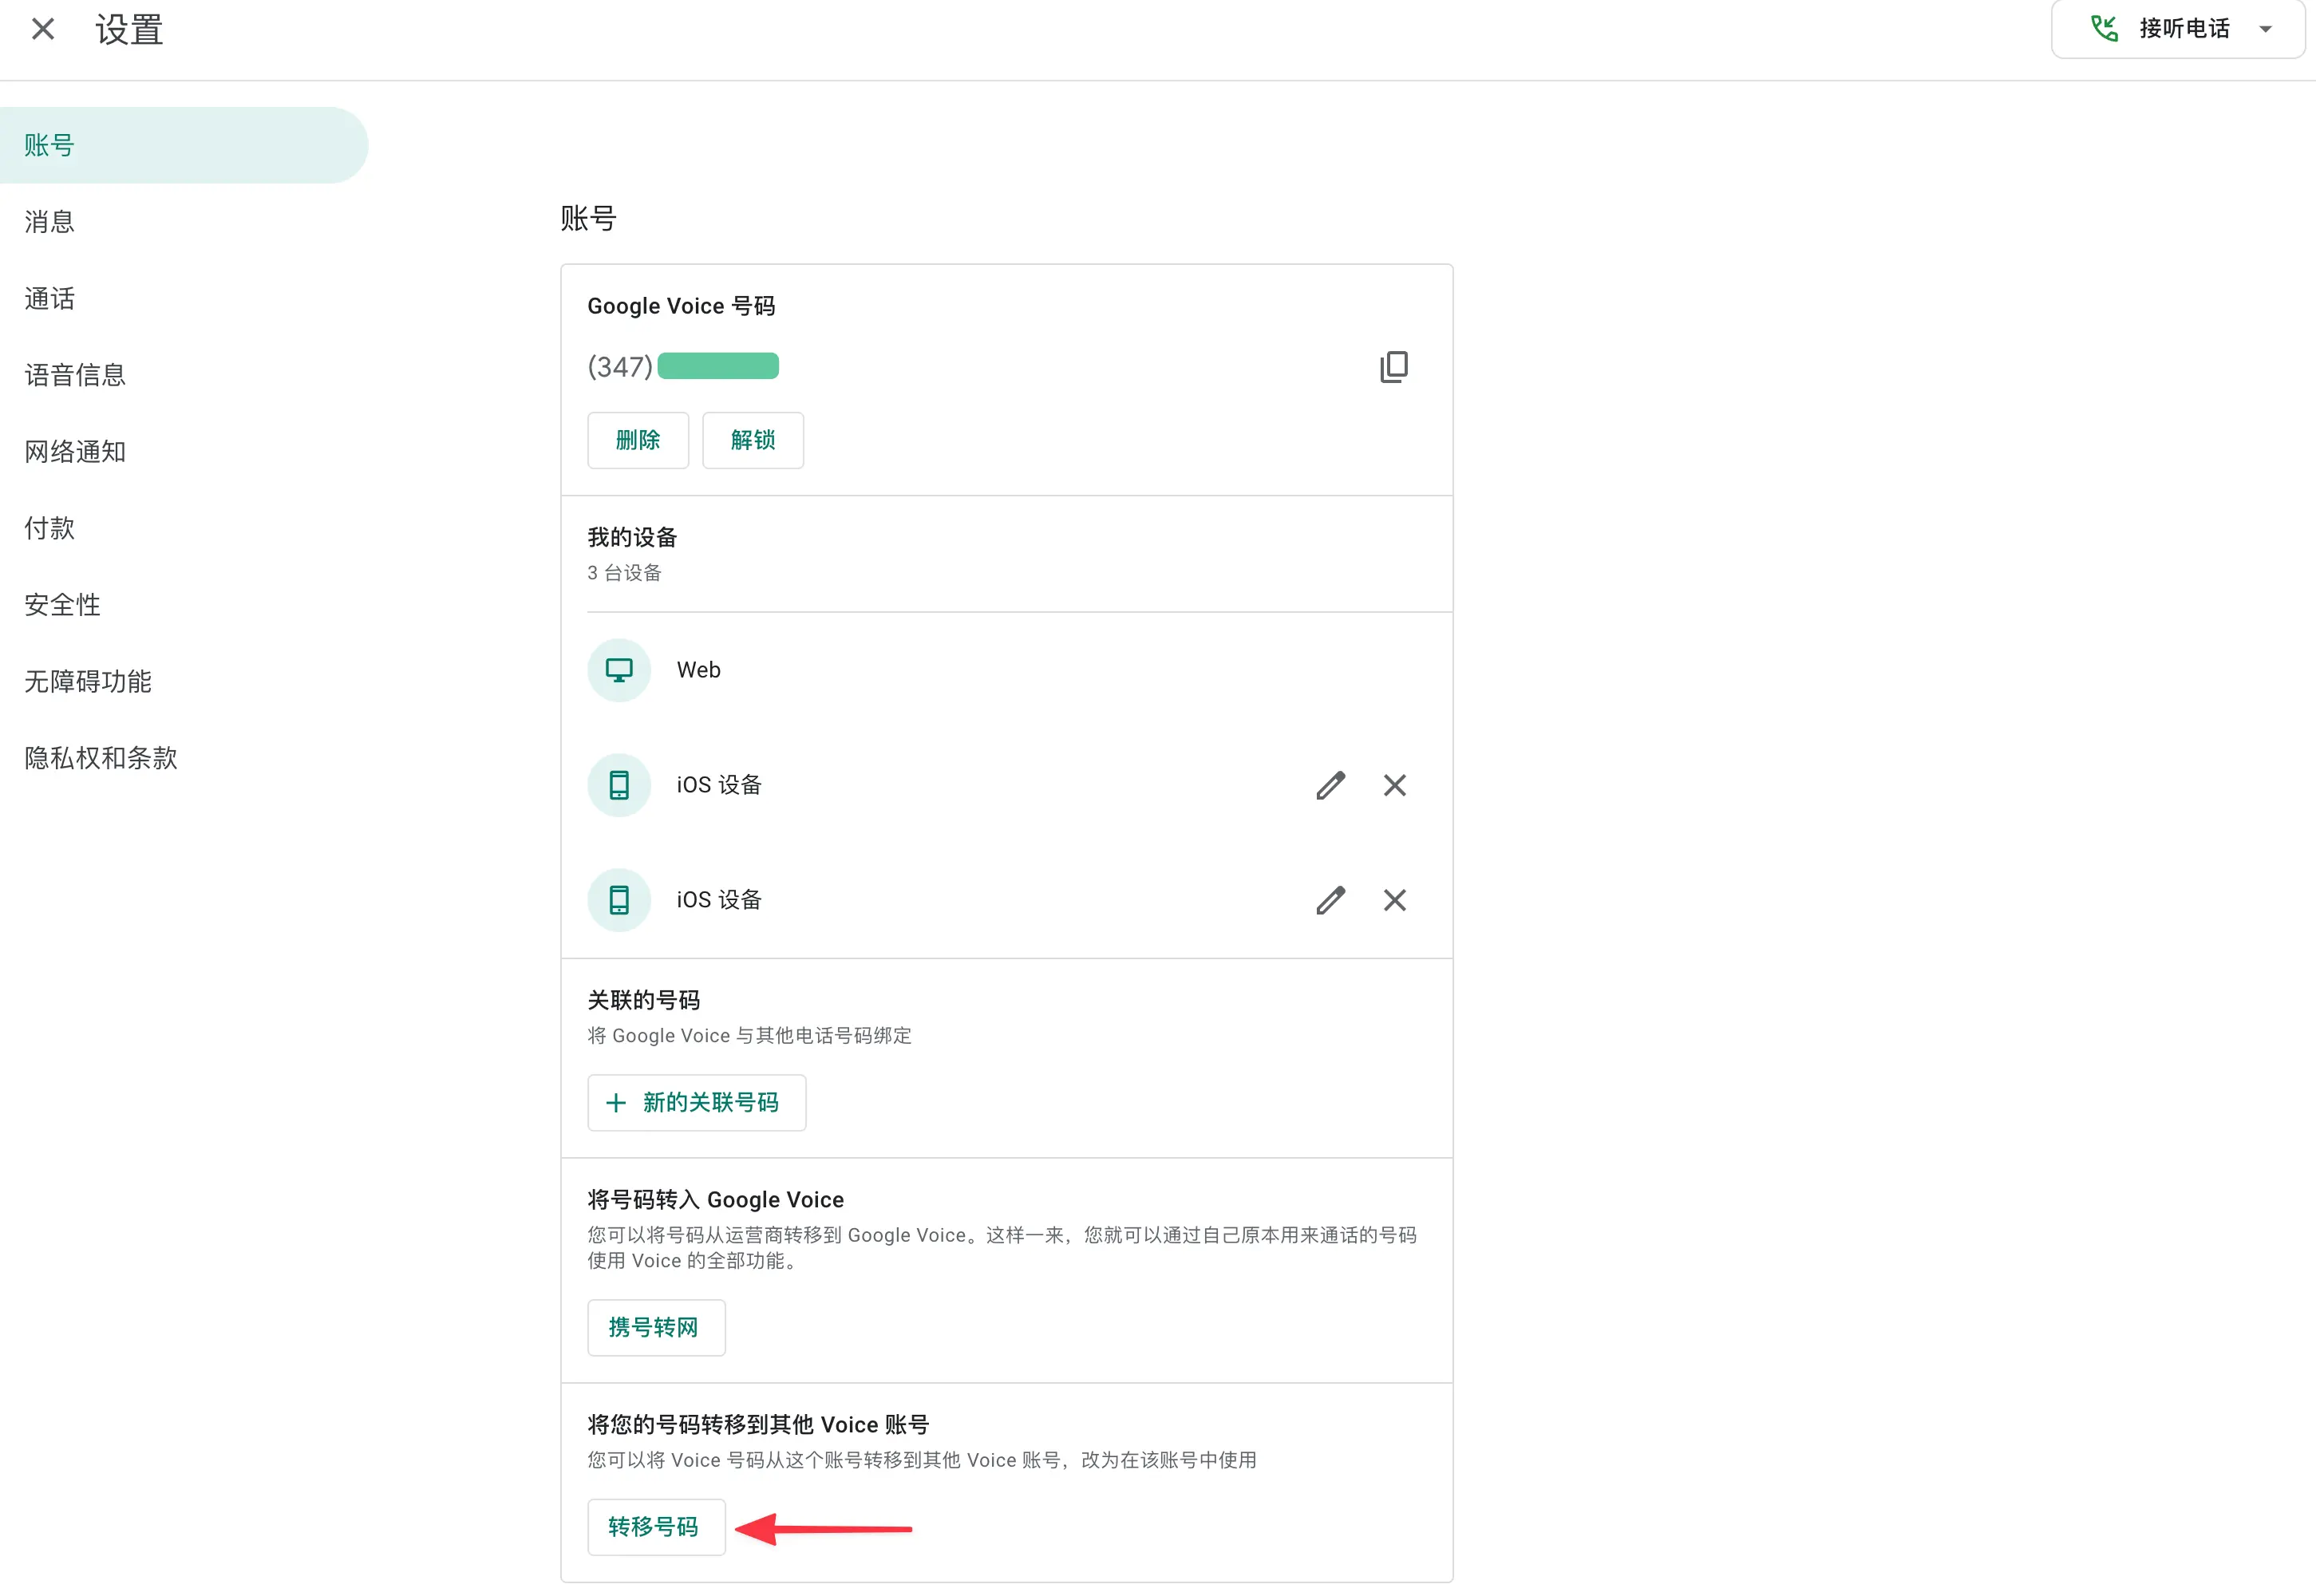 设置
接听电话
账号
消息
通话
语音信息
网络通知
付款
安全性
无障碍功能
隐私权和条款
账号
Google Voice 号码
(347)
删除
解锁
我的设备
3 台设备
Web
iOS 设备
iOS 设备
关联的号码
将 Google Voice 与其他电话号码绑定
新的关联号码
将号码转入 Google Voice
您可以将号码从运营商转移到 Google Voice。这样一来，您就可以通过自己原本用来通话的号码
使用 Voice 的全部功能。
携号转网
将您的号码转移到其他 Voice 账号
您可以将 Voice 号码从这个账号转移到其他 Voice 账号，改为在该账号中使用
转移号码